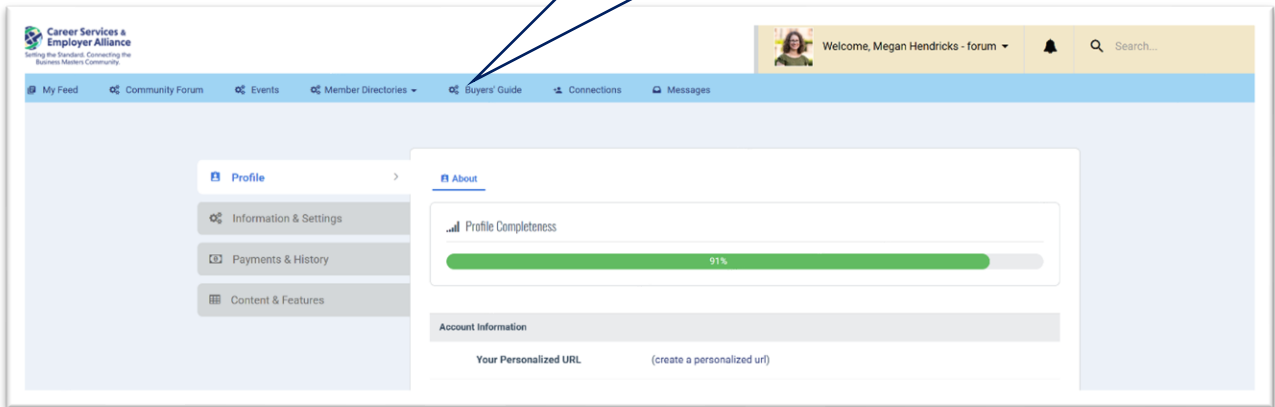 Career Services &
Employer Alliance
Setting the Standard. Connecting the
Business Masters Community.
Welcome, Megan Hendricks - forum
Search...
My Feed Community Forum Events Member Directories Buyers' Guide Connections Messages
Profile
Information & Settings
Payments & History
Content & Features
About
Profile Completeness
91%
Account Information
Your Personalized URL (create a personalized url)